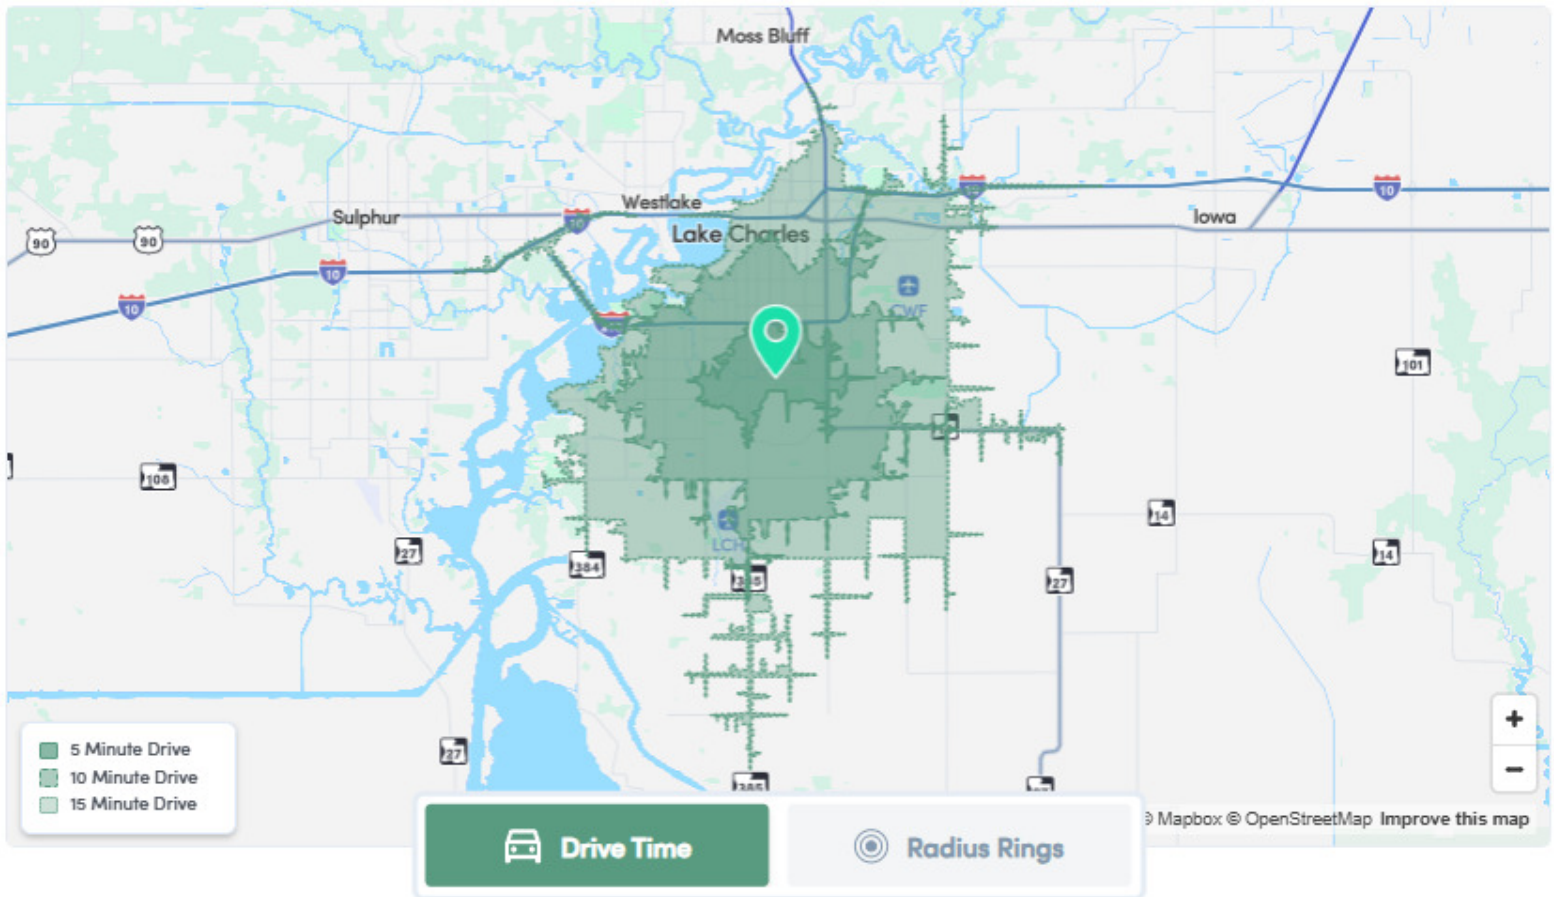 Moss Bluff
10
Westlake
10
Sulphur
Iowa
10
90
90
Lake Charles
10
10
CWF
101
108
14
LCH
27
384
385
14
27
27
385
5 Minute Drive
10 Minute Drive
15 Minute Drive
+
−
© Mapbox © OpenStreetMap Improve this map
Drive Time
Radius Rings